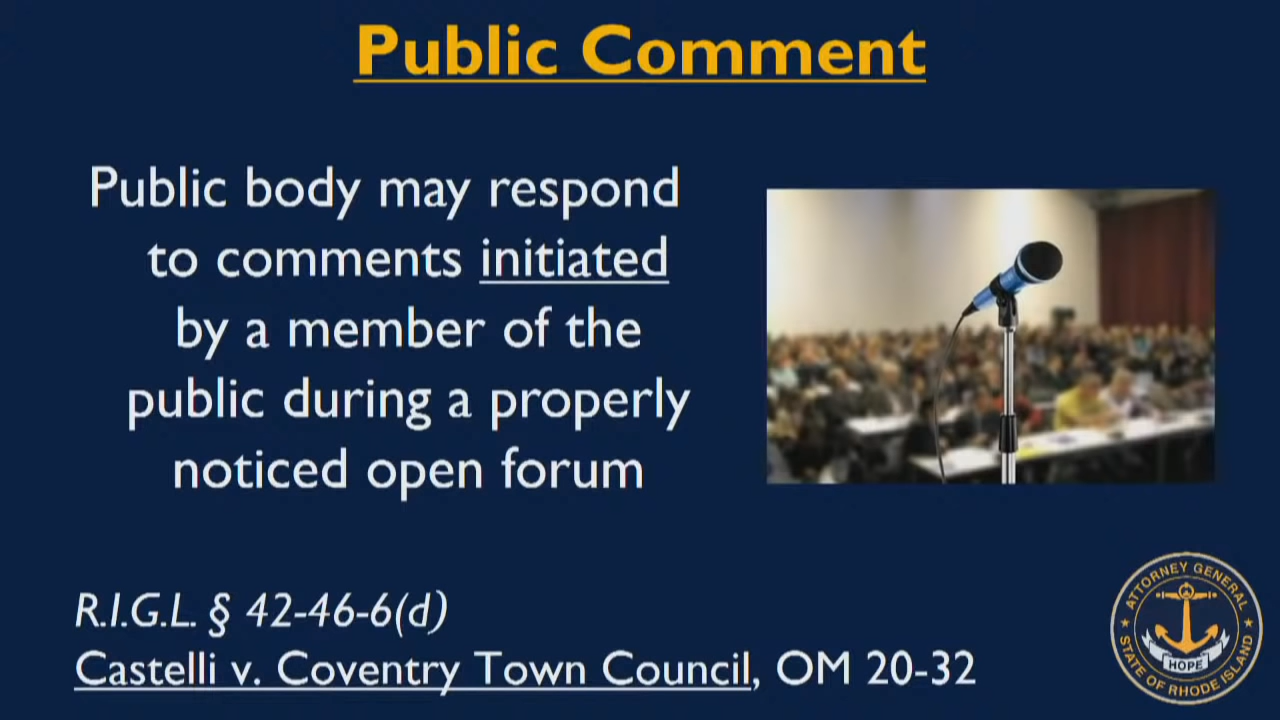 Public Comment
Public body may respond
to comments initiated
by a member of the
public during a properly
noticed open forum
R.I.G.L. § 42-46-6(d)
Castelli v. Coventry Town Council, OM 20-32
ATTORNEY GENERAL
HOPE
STATE OF RHODE ISLAND